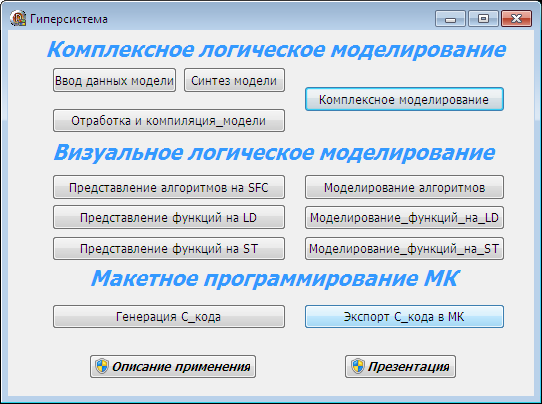 Гиперсистема
Комплексное логическое моделирование
Ввод данных модели Синтез модели
Комплексное моделирование
Отработка и компиляция_модели
Визуальное логическое моделирование
Представление алгоритмов на SFC Моделирование алгоритмов
Представление функций на LD Моделирование_функций_на_LD
Представление функций на ST Моделирование_функций_на_ST
Макетное программирование МК
Генерация С_кода Экспорт С_кода в МК
Описание применения Презентация